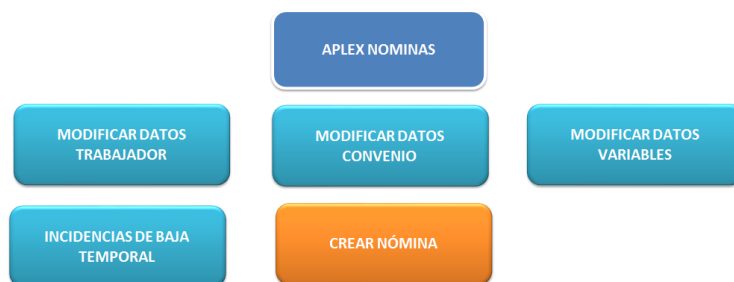 APLEX NOMINAS
MODIFICAR DATOS
TRABAJADOR
MODIFICAR DATOS
CONVENIO
MODIFICAR DATOS
VARIABLES
INCIDENCIAS DE BAJA
TEMPORAL
CREAR NÓMINA